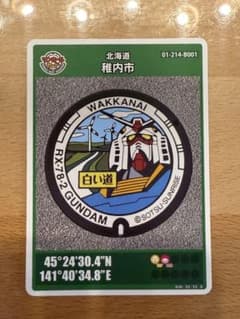 北海道
稚内市
01-214-B001
WAKKANAI
RX-78-2 GUNDAM
白い道
©SOTSU・SUNRISE
45°24'30.4"N
141°40'34.8"E